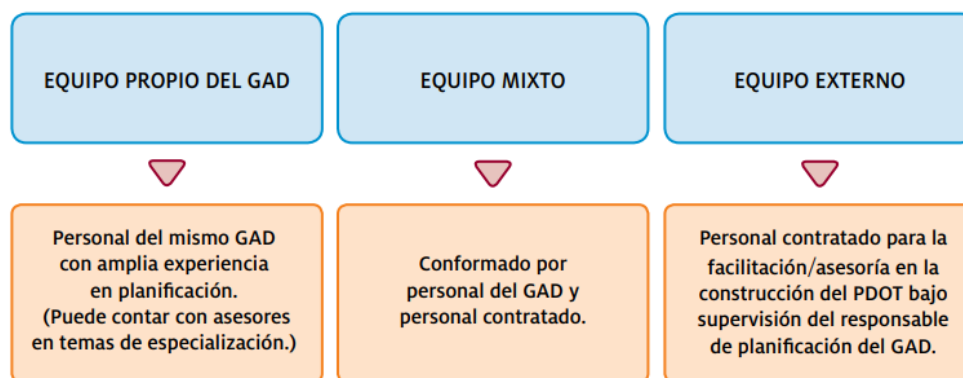 EQUIPO PROPIO DEL GAD
EQUIPO MIXTO
EQUIPO EXTERNO
Personal del mismo GAD
con amplia experiencia
en planificación.
(Puede contar con asesores
en temas de especialización.)
Conformado por
personal del GAD y
personal contratado.
Personal contratado para la
facilitación/asesoría en la
construcción del PDOT bajo
supervisión del responsable
de planificación del GAD.